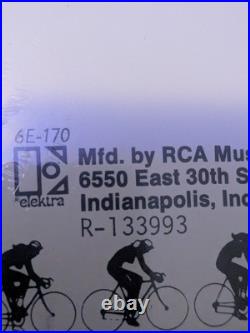 6E-170
elektra
Mfd. by RCA Mus
6550 East 30th S
Indianapolis, Ind
R-133993